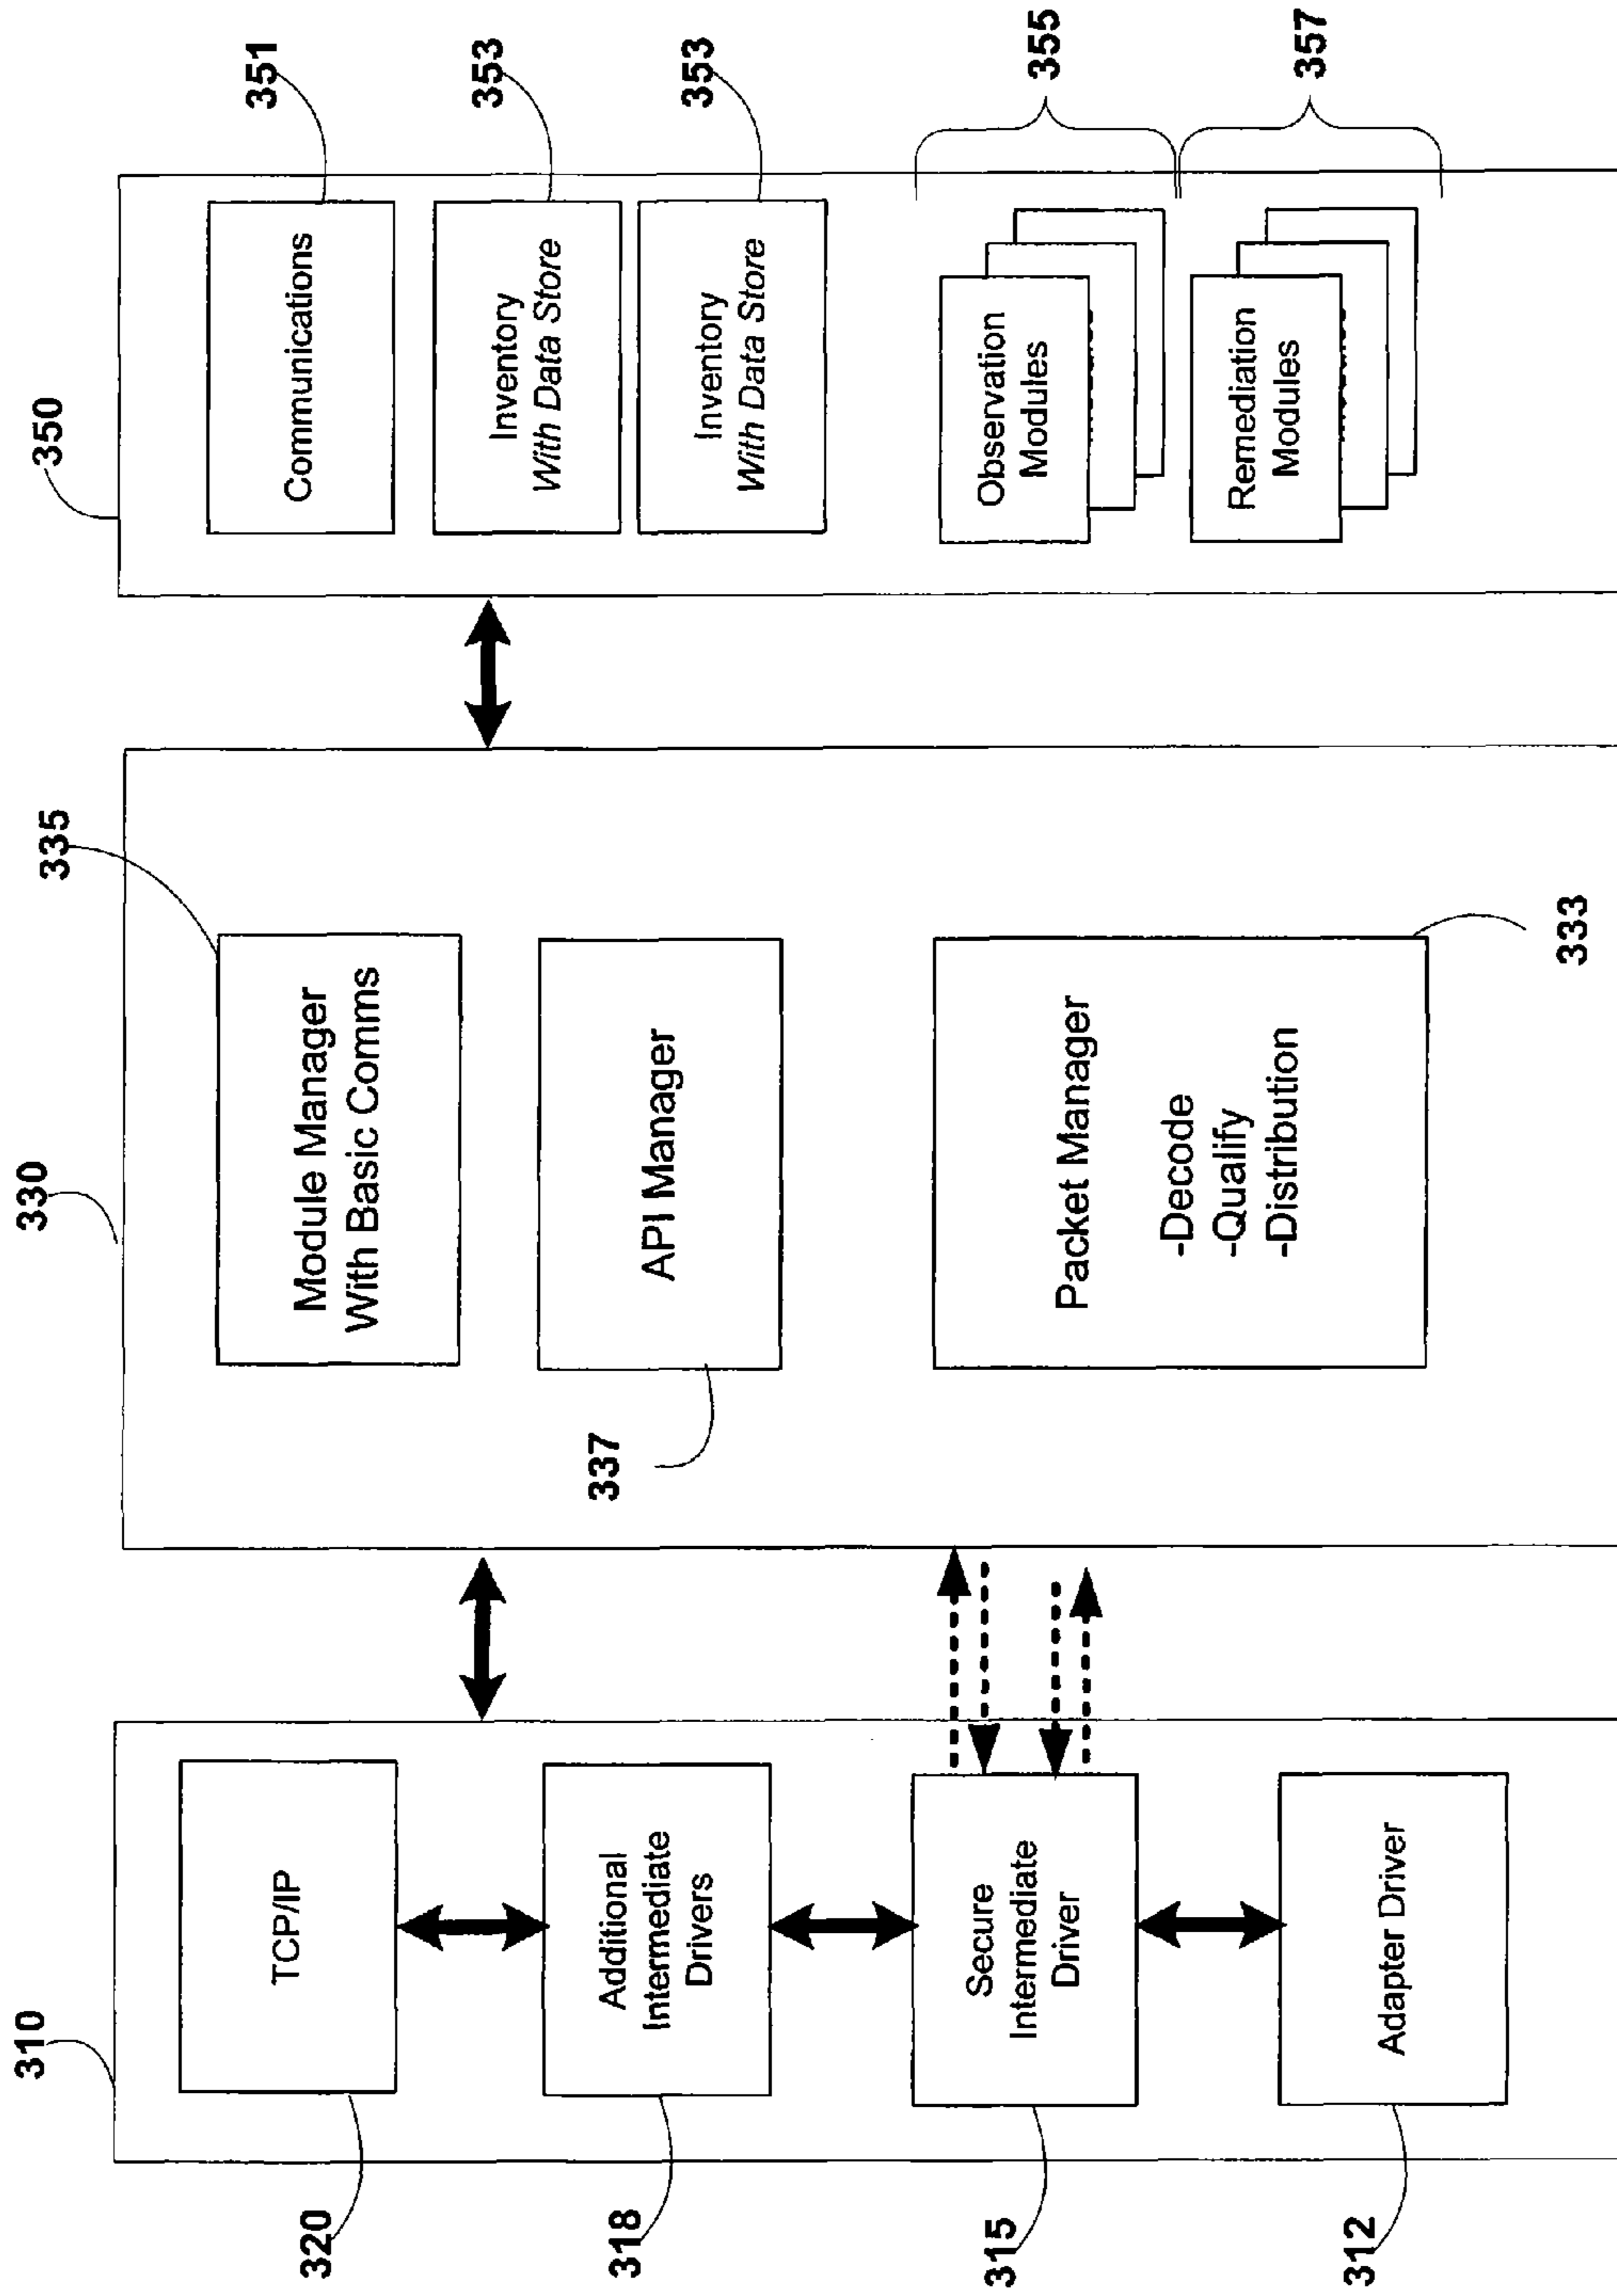 310
TCP/IP
320
Additional
Intermediate
Drivers
318
Secure
Intermediate
Driver
315
Adapter Driver
312
330
Module Manager
With Basic Comms
335
API Manager
337
Packet Manager
-Decode
-Qualify
-Distribution
333
350
Communications
351
Inventory
With Data Store
353
Inventory
With Data Store
353
Observation
Modules
355
Remediation
Modules
357